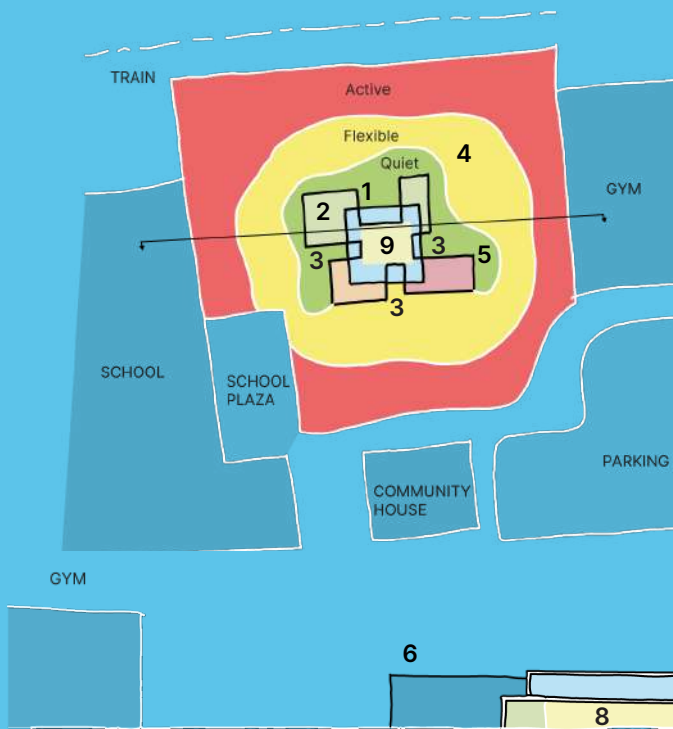 TRAIN
Active
Flexible
4
Quiet
1
GYM
2
9
3
5
3
3
SCHOOL
SCHOOL
PLAZA
PARKING
COMMUNITY
HOUSE
GYM
6
8